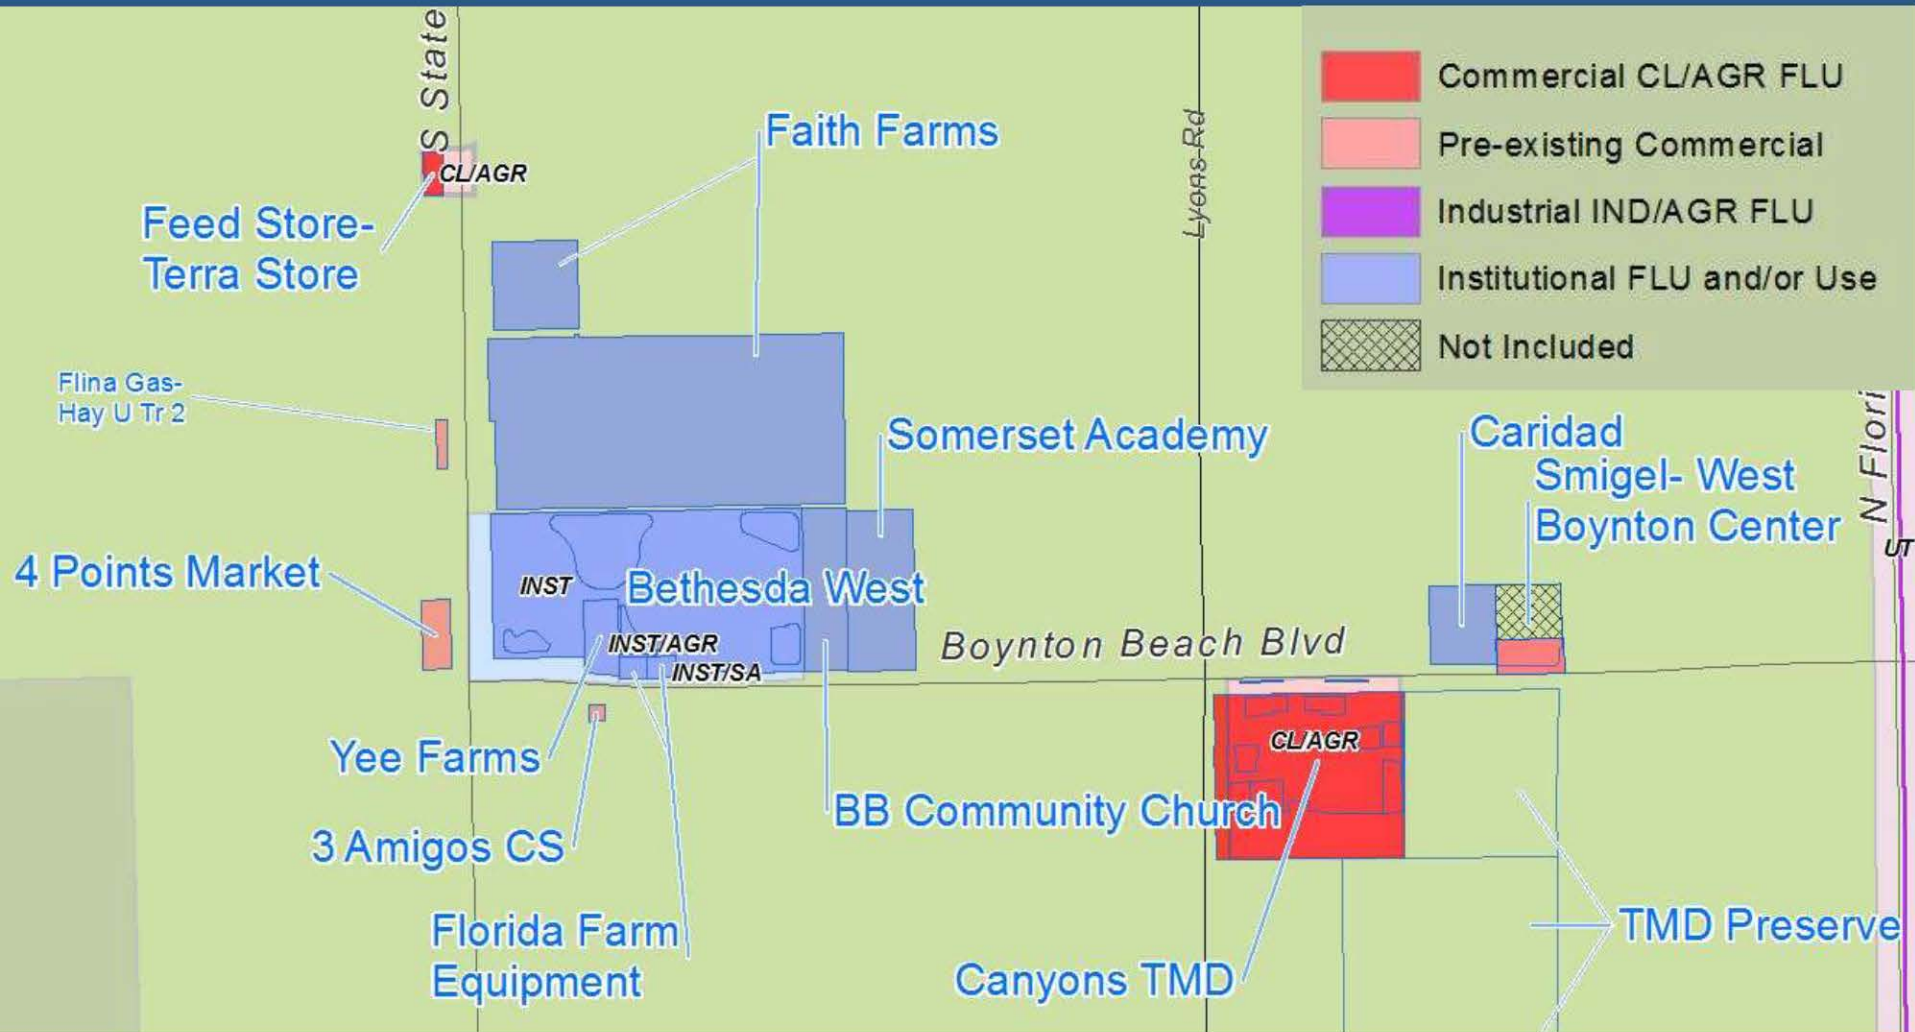 S State
Commercial CL/AGR FLU
Pre-existing Commercial
Industrial IND/AGR FLU
Institutional FLU and/or Use
Not Included
Faith Farms
Lyons Rd
CL/AGR
Feed Store-
Terra Store
Flina Gas-
Hay U Tr 2
Somerset Academy
Caridad
Smigel- West
Boynton Center
N Flori
UT
4 Points Market
INST
Bethesda West
INST/AGR
INST/SA
Boynton Beach Blvd
CL/AGR
Yee Farms
BB Community Church
3 Amigos CS
Florida Farm
Equipment
Canyons TMD
TMD Preserve